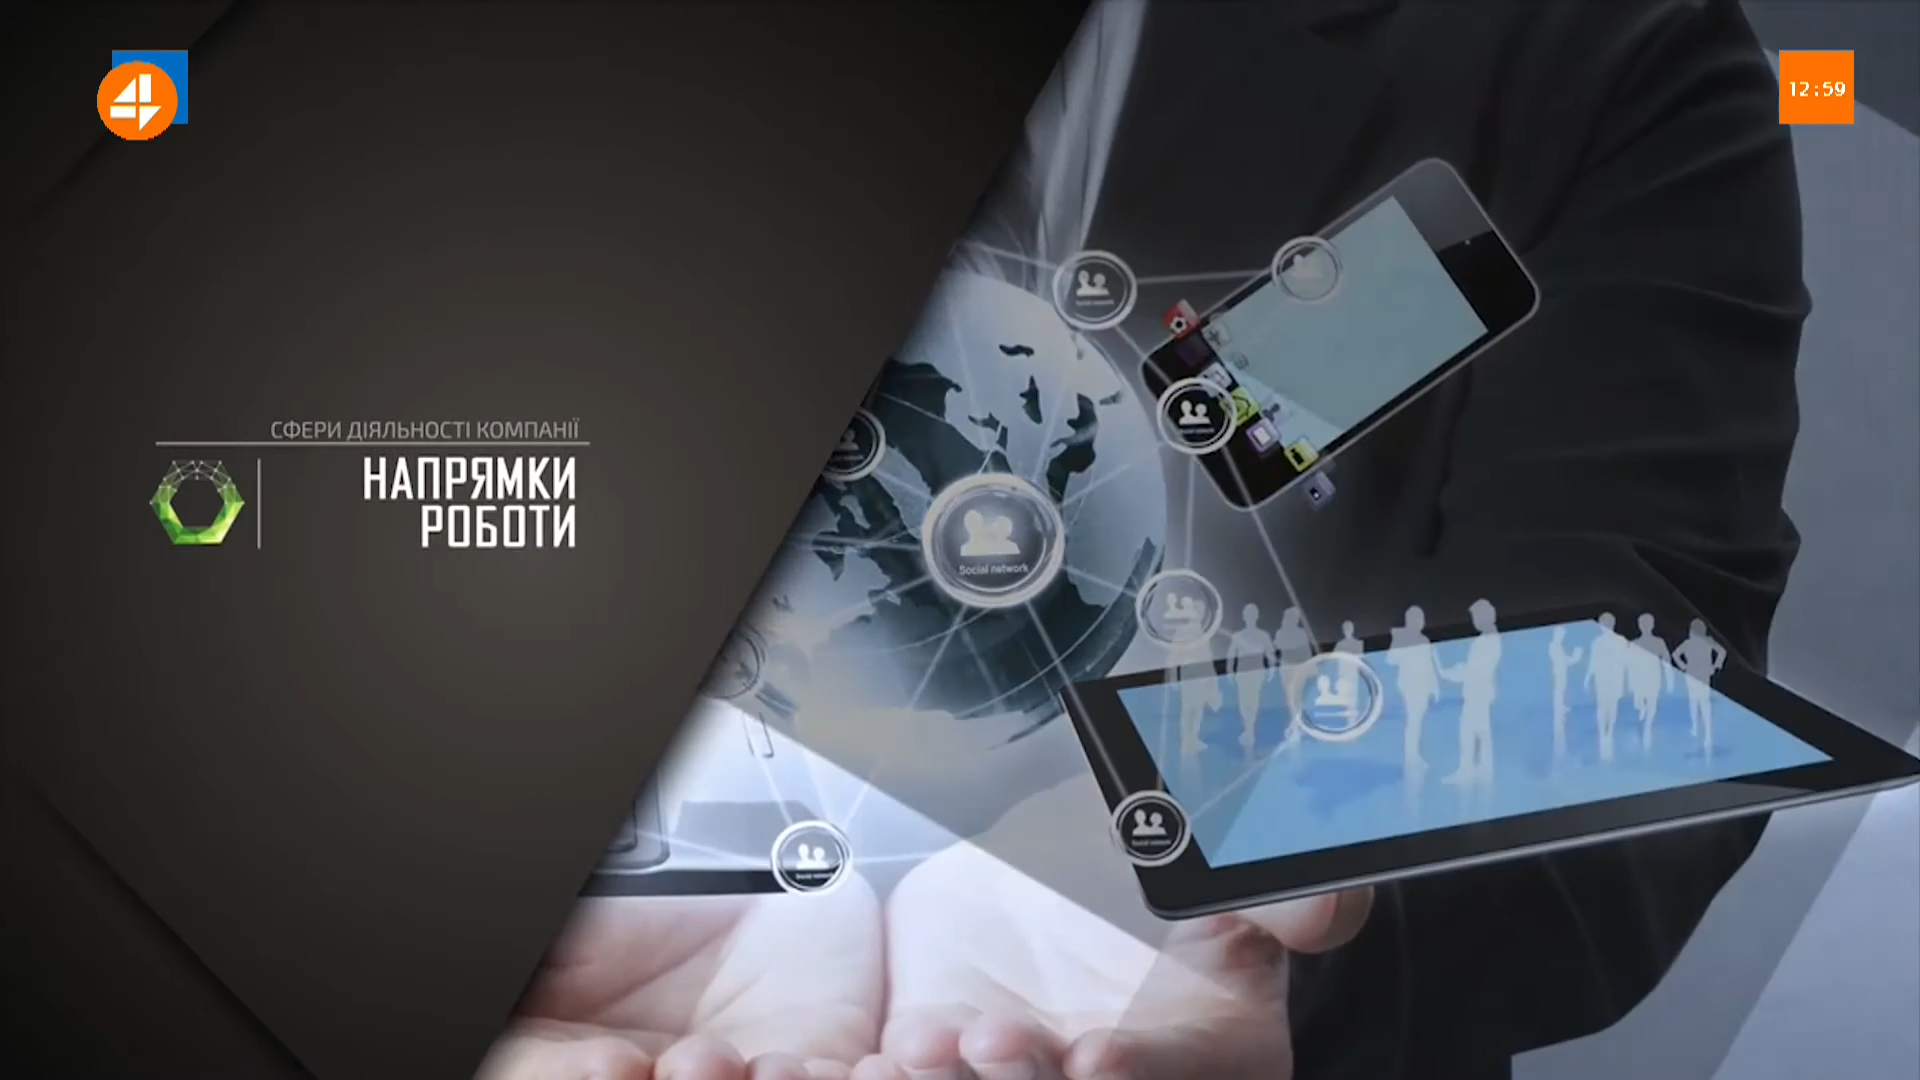 12:59
СФЕРИ ДІЯЛЬНОСТІ КОМПАНІЇ
НАПРЯМКИ
РОБОТИ
Social network